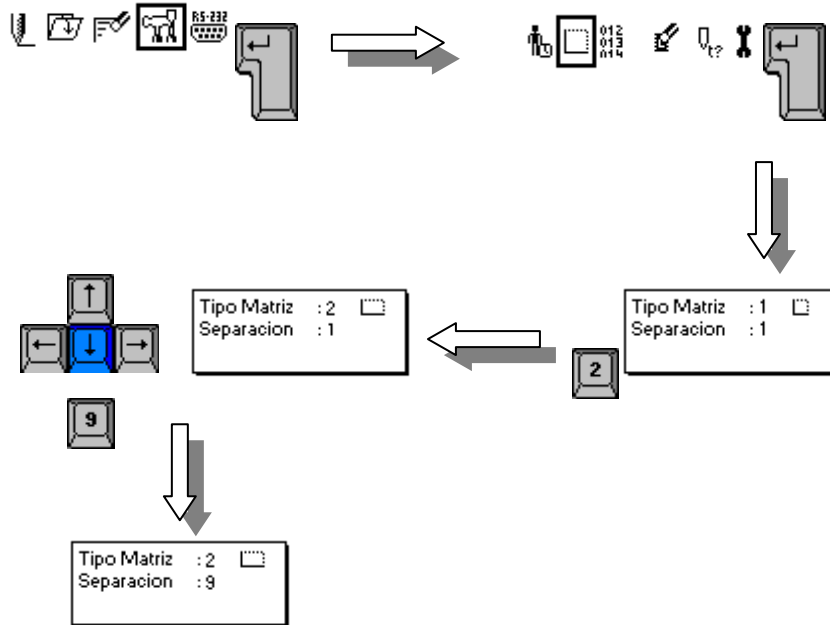 RS-232
012
013
014
t?
Tipo Matriz : 1
Separacion : 1
2
Tipo Matriz : 2
Separacion : 1
9
Tipo Matriz : 2
Separacion : 9